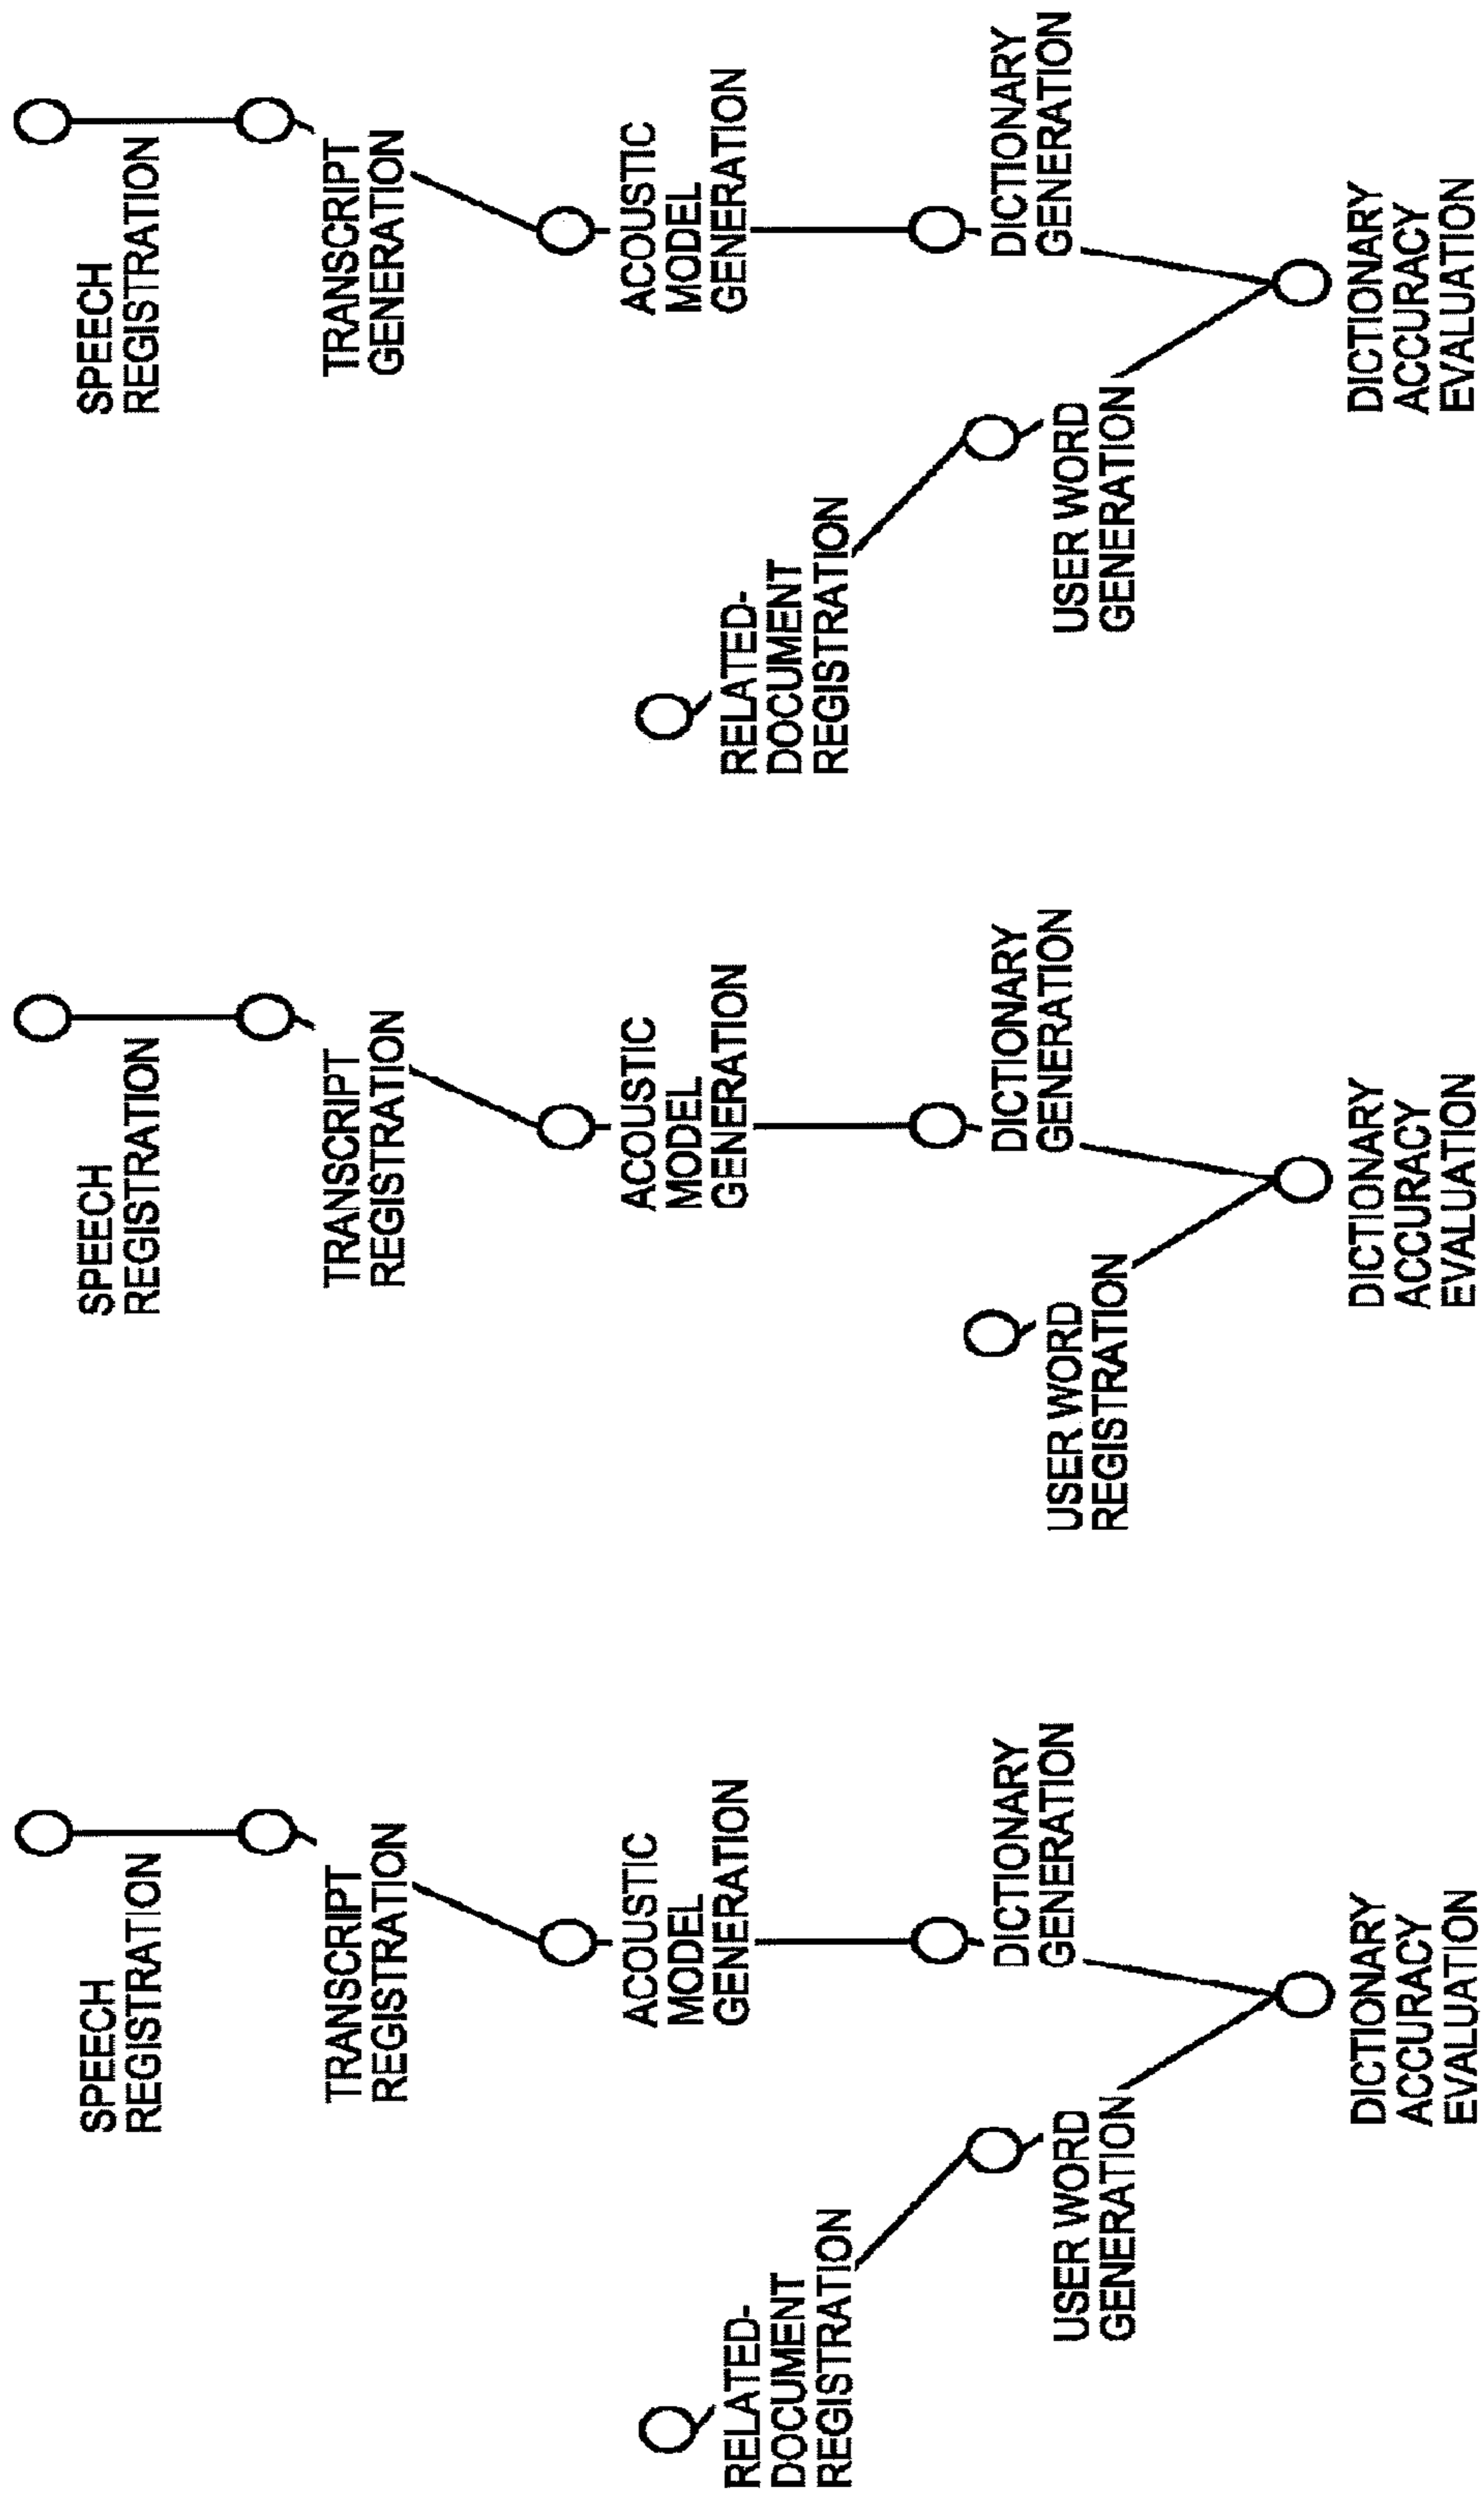 SPEECH
REGISTRATION
TRANSCRIPT
REGISTRATION
ACOUSTIC
MODEL
GENERATION
RELATED-
DOCUMENT
REGISTRATION
DICTIONARY
GENERATION
USER WORD
GENERATION
DICTIONARY
ACCURACY
EVALUATION
SPEECH
REGISTRATION
TRANSCRIPT
REGISTRATION
ACOUSTIC
MODEL
GENERATION
DICTIONARY
GENERATION
USER WORD
REGISTRATION
DICTIONARY
ACCURACY
EVALUATION
SPEECH
REGISTRATION
TRANSCRIPT
GENERATION
ACOUSTIC
MODEL
GENERATION
RELATED-
DOCUMENT
REGISTRATION
DICTIONARY
GENERATION
USER WORD
GENERATION
DICTIONARY
ACCURACY
EVALUATION